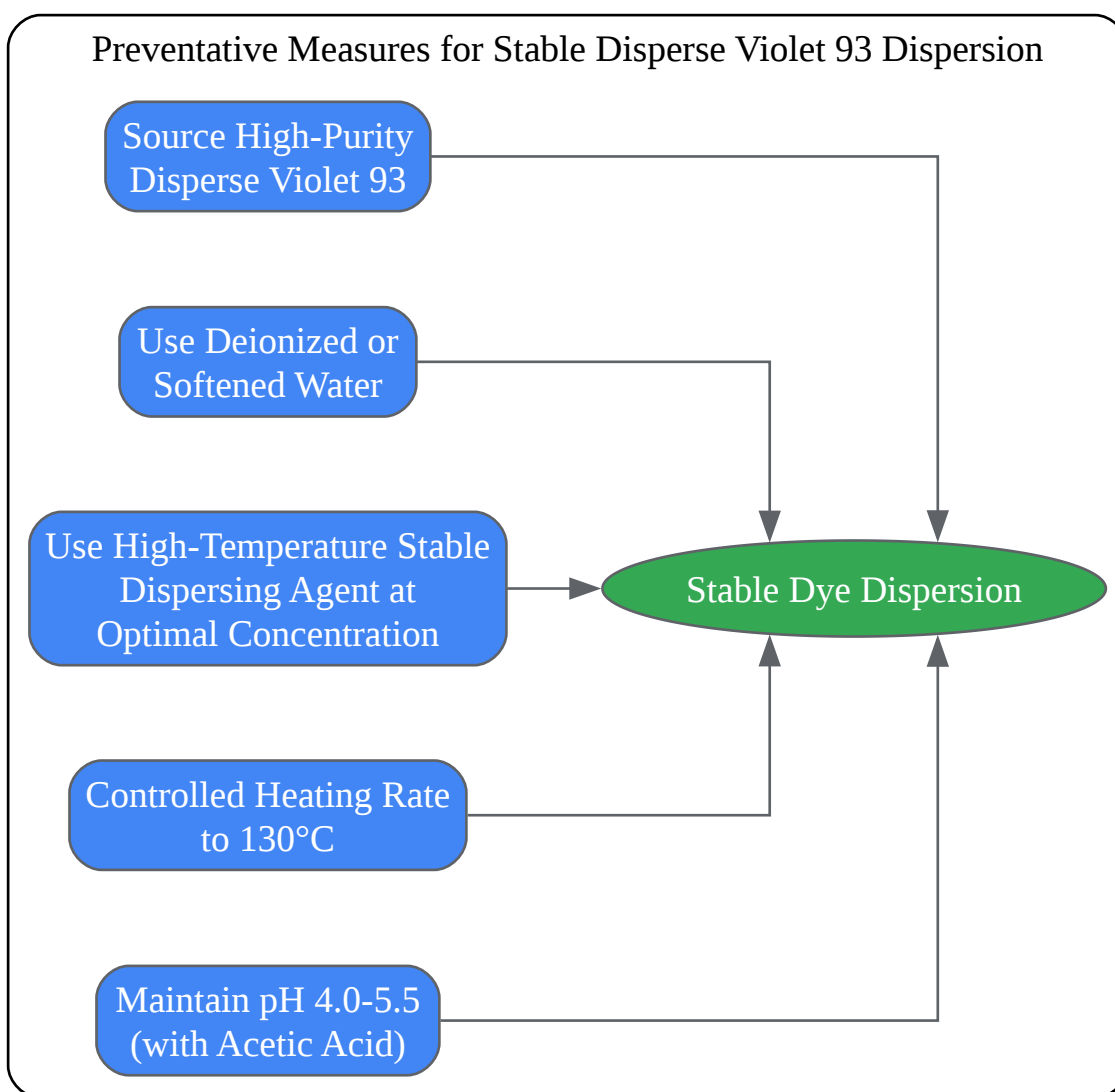 Preventative Measures for Stable Disperse Violet 93 Dispersion
Source High-Purity
Disperse Violet 93
Use Deionized or
Softened Water
Use High-Temperature Stable
Dispersing Agent at
Optimal Concentration
Stable Dye Dispersion
Controlled Heating Rate
to 130°C
Maintain pH 4.0-5.5
(with Acetic Acid)